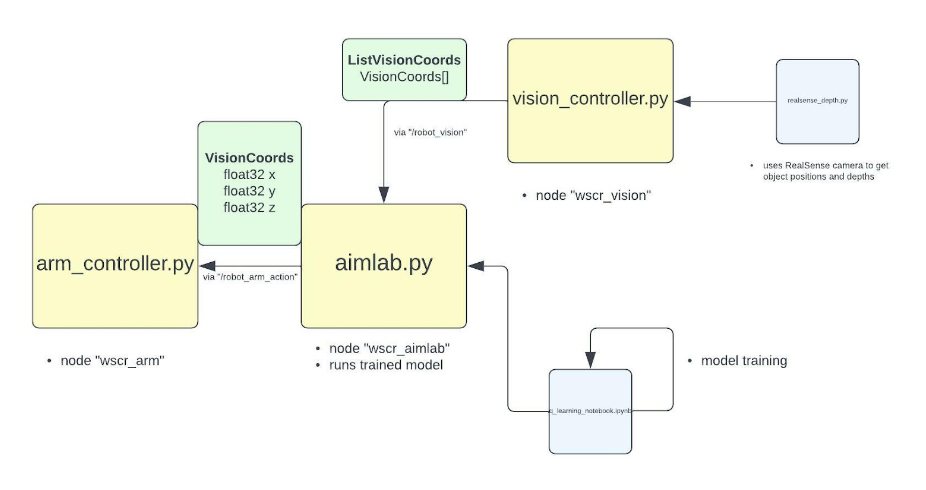 ListVisionCoords
VisionCoords[]
vision_controller.py
realsense_depth.py
via "/robot_vision"
• uses RealSense camera to get
object positions and depths
VisionCoords
float32 x
float32 y
float32 z
• node "wscr_vision"
arm_controller.py
via "/robot_arm_action"
aimlab.py
• node "wscr_arm"
• node "wscr_aimlab"
• runs trained model
• model training
q_learning_notebook.ipynb